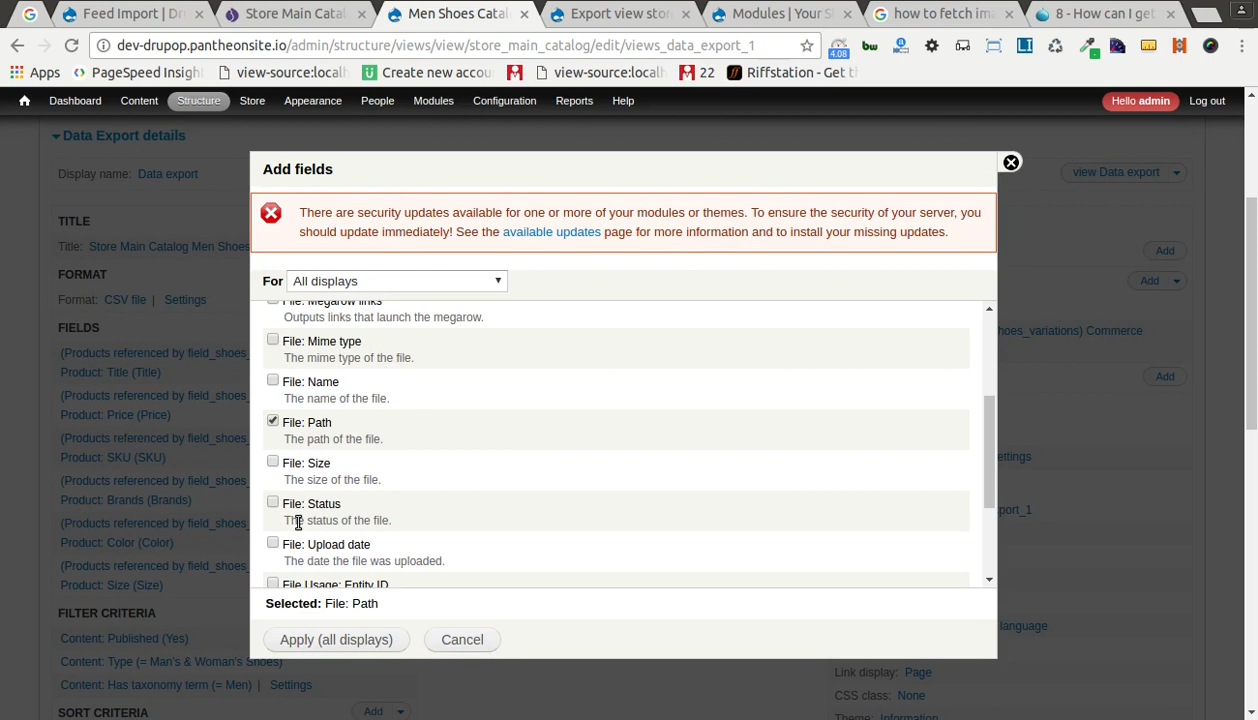 Feed Import | Dr
Store Main Catal
Men Shoes Catal
Export view stor
Modules | Your S
how to fetch ima
8 - How can I get
dev-drupop.pantheonsite.io/admin/structure/views/view/store_main_catalog/edit/views_data_export_1
4.08
bw
LI
Apps PageSpeed Insigh view-source:locall Create new accou view-source:locall 22 Riffstation - Get th
Dashboard Content Structure Store Appearance People Modules Configuration Reports Help Hello admin Log out
Data Export details
Display name: Data export
view Data export
TITLE
Title: Store Main Catalog Men Shoes
FORMAT
Format: CSV file | Settings
FIELDS
(Products referenced by field_shoes_
Product: Title (Title)
(Products referenced by field_shoes_
Product: Price (Price)
(Products referenced by field_shoes_
Product: SKU (SKU)
(Products referenced by field_shoes_
Product: Brands (Brands)
(Products referenced by field_shoes_
Product: Color (Color)
(Products referenced by field_shoes_
Product: Size (Size)
FILTER CRITERIA
Content: Published (Yes)
Content: Type (= Man's & Woman's Shoes)
Content: Has taxonomy term (= Men) | Settings
SORT CRITERIA
Add
Add fields
There are security updates available for one or more of your modules or themes. To ensure the security of your server, you
should update immediately! See the available updates page for more information and to install your missing updates.
For All displays
File: Megarow links
Outputs links that launch the megarow.
File: Mime type
The mime type of the file.
File: Name
The name of the file.
File: Path
The path of the file.
File: Size
The size of the file.
File: Status
The status of the file.
File: Upload date
The date the file was uploaded.
File Usage: Entity ID
Selected: File: Path
Apply (all displays) Cancel
Add
Add
hoes_variations) Commerce
Add
ettings
port_1
language
Link display: Page
CSS class: None
Theme: Information